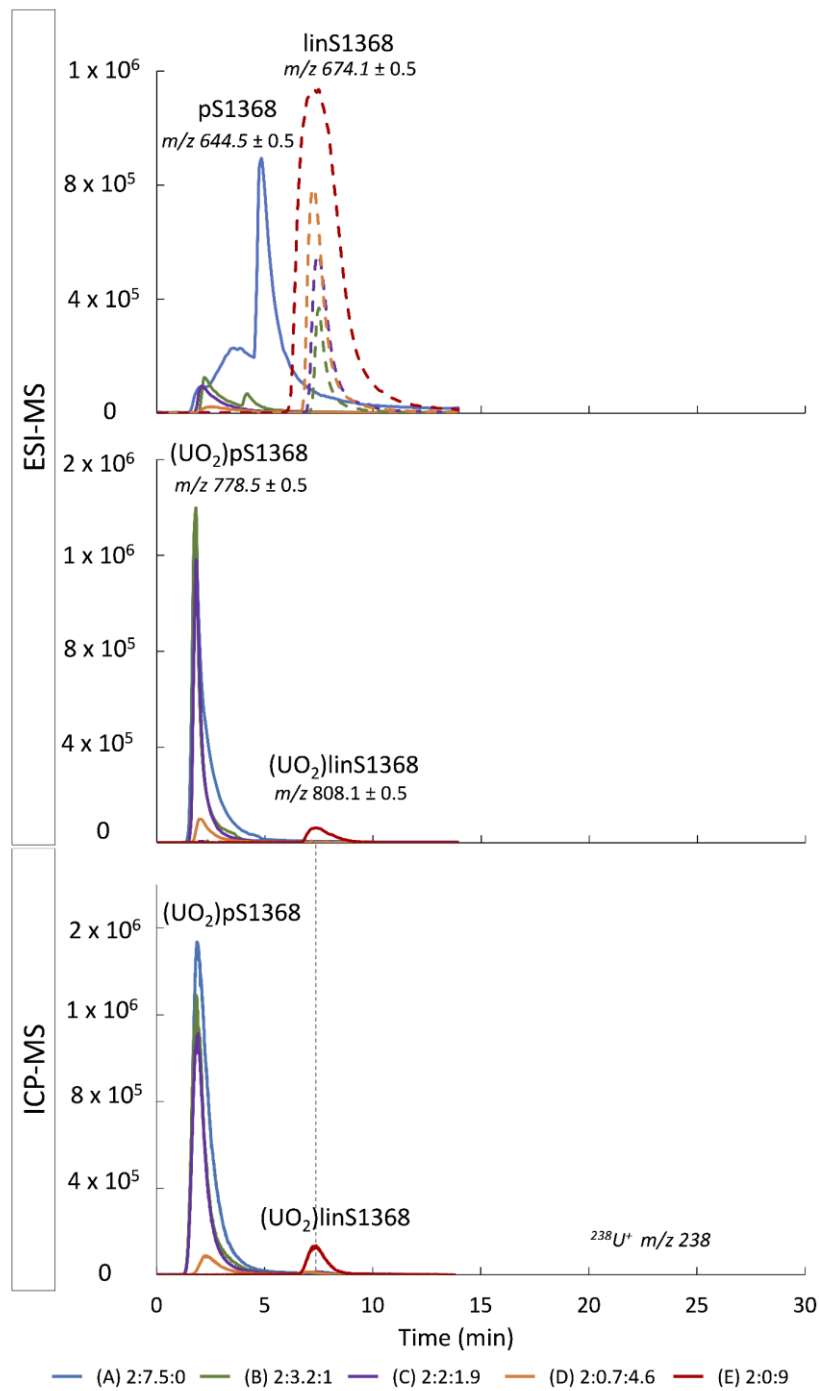 ESI-MS
linS1368
m/z 674.1 ± 0.5
pS1368
m/z 644.5 ± 0.5
1 x 10⁶
8 x 10⁵
4 x 10⁵
0
(UO₂)pS1368
m/z 778.5 ± 0.5
2 x 10⁶
1 x 10⁶
8 x 10⁵
4 x 10⁵
0
(UO₂)linS1368
m/z 808.1 ± 0.5
ICP-MS
(UO₂)pS1368
2 x 10⁶
1 x 10⁶
8 x 10⁵
4 x 10⁵
0
(UO₂)linS1368
²³⁸U⁺ m/z 238
0 5 10 15 20 25 30
Time (min)
(A) 2:7.5:0 (B) 2:3.2:1 (C) 2:2:1.9 (D) 2:0.7:4.6 (E) 2:0:9